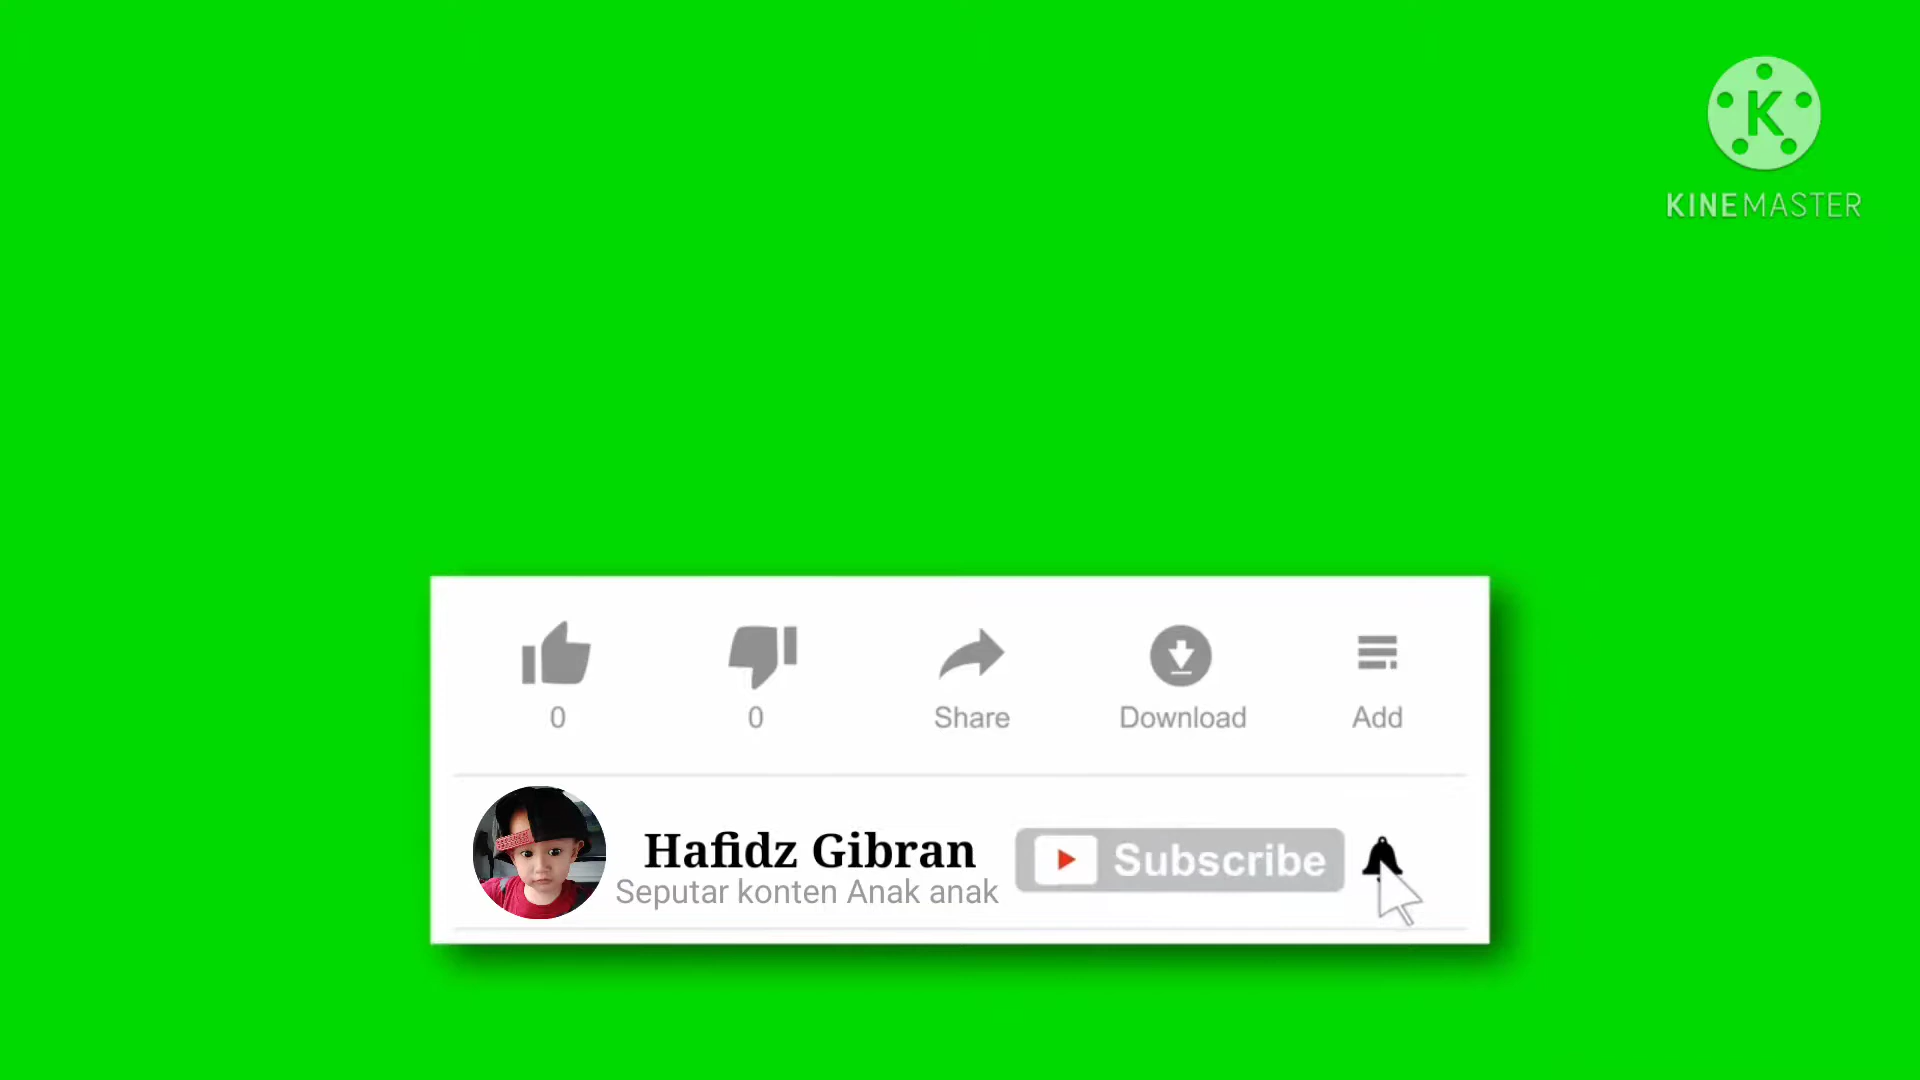 K
KINEMASTER
0
0
Share
Download
Add
Hafidz Gibran
Subscribe
Seputar konten Anak anak